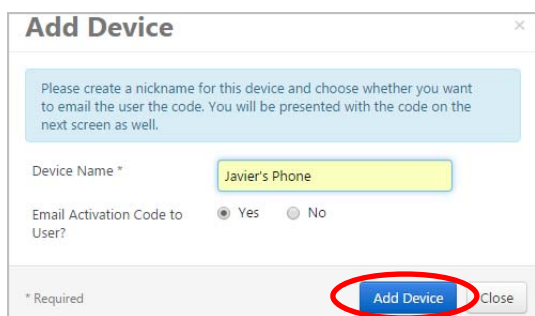 Add Device ×
Please create a nickname for this device and choose whether you want
to email the user the code. You will be presented with the code on the
next screen as well.
Device Name * Javier's Phone
Email Activation Code to Yes No
User?
* Required Add Device Close